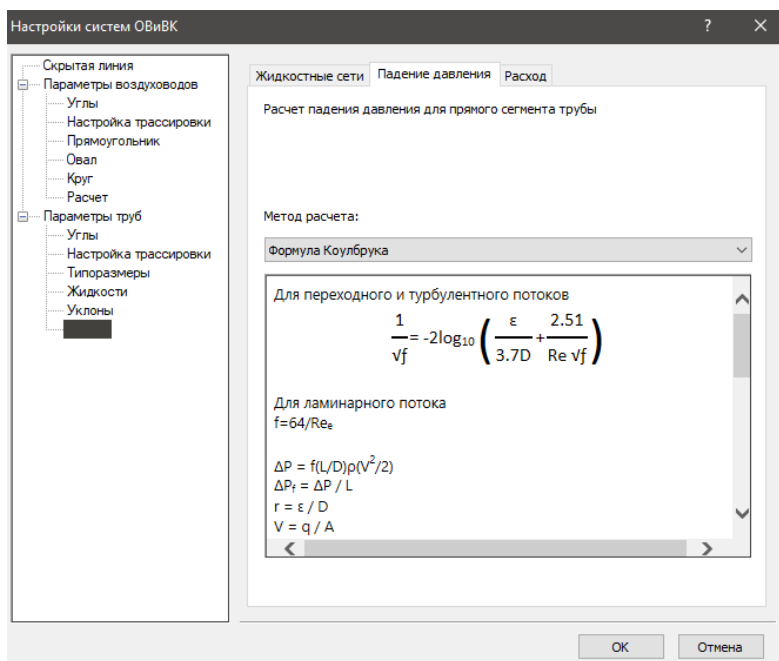 Настройки систем ОВиВК
? X
Скрытая линия
Параметры воздуховодов
Углы
Настройка трассировки
Прямоугольник
Овал
Круг
Расчет
Параметры труб
Углы
Настройка трассировки
Типоразмеры
Жидкости
Уклоны
Жидкостные сети Падение давления Расход
Расчет падения давления для прямого сегмента трубы
Метод расчета:
Формула Коулбрука
Для переходного и турбулентного потоков
1/√f = -2log₁₀ (ε/3.7D + 2.51/Re √f)
Для ламинарного потока
f=64/Reₑ
ΔP = f(L/D)ρ(V²/2)
ΔPf = ΔP / L
r = ε / D
V = q / A
ОК Отмена